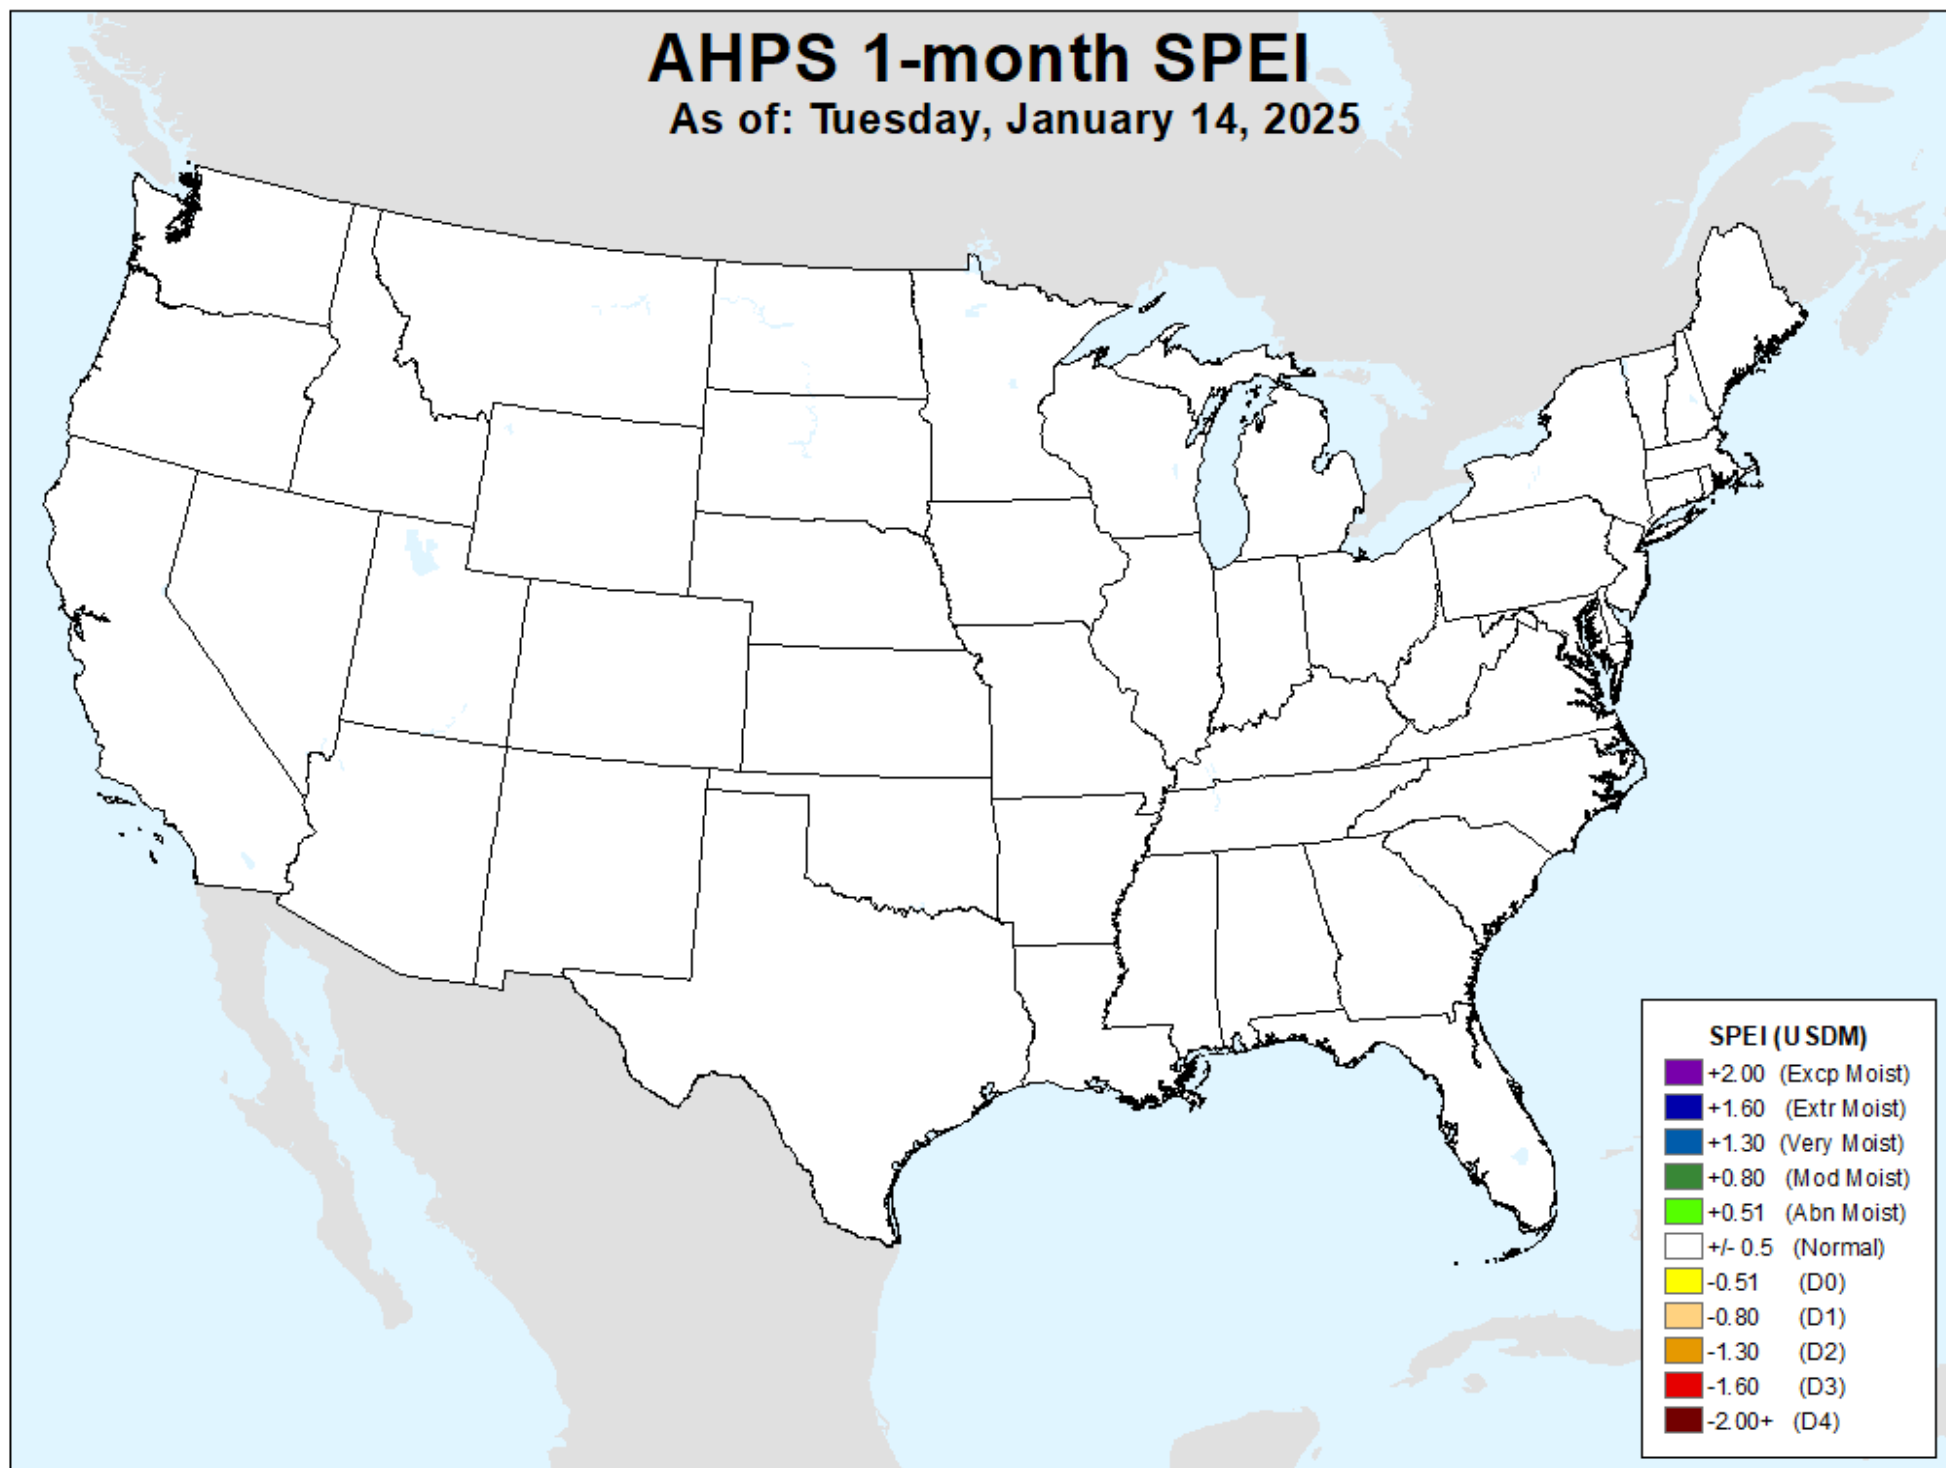 AHPS 1-month SPEI
As of: Tuesday, January 14, 2025
SPEI (USDM)
+2.00 (Excp Moist)
+1.60 (Extr Moist)
+1.30 (Very Moist)
+0.80 (Mod Moist)
+0.51 (Abn Moist)
+/- 0.5 (Normal)
-0.51 (D0)
-0.80 (D1)
-1.30 (D2)
-1.60 (D3)
-2.00+ (D4)